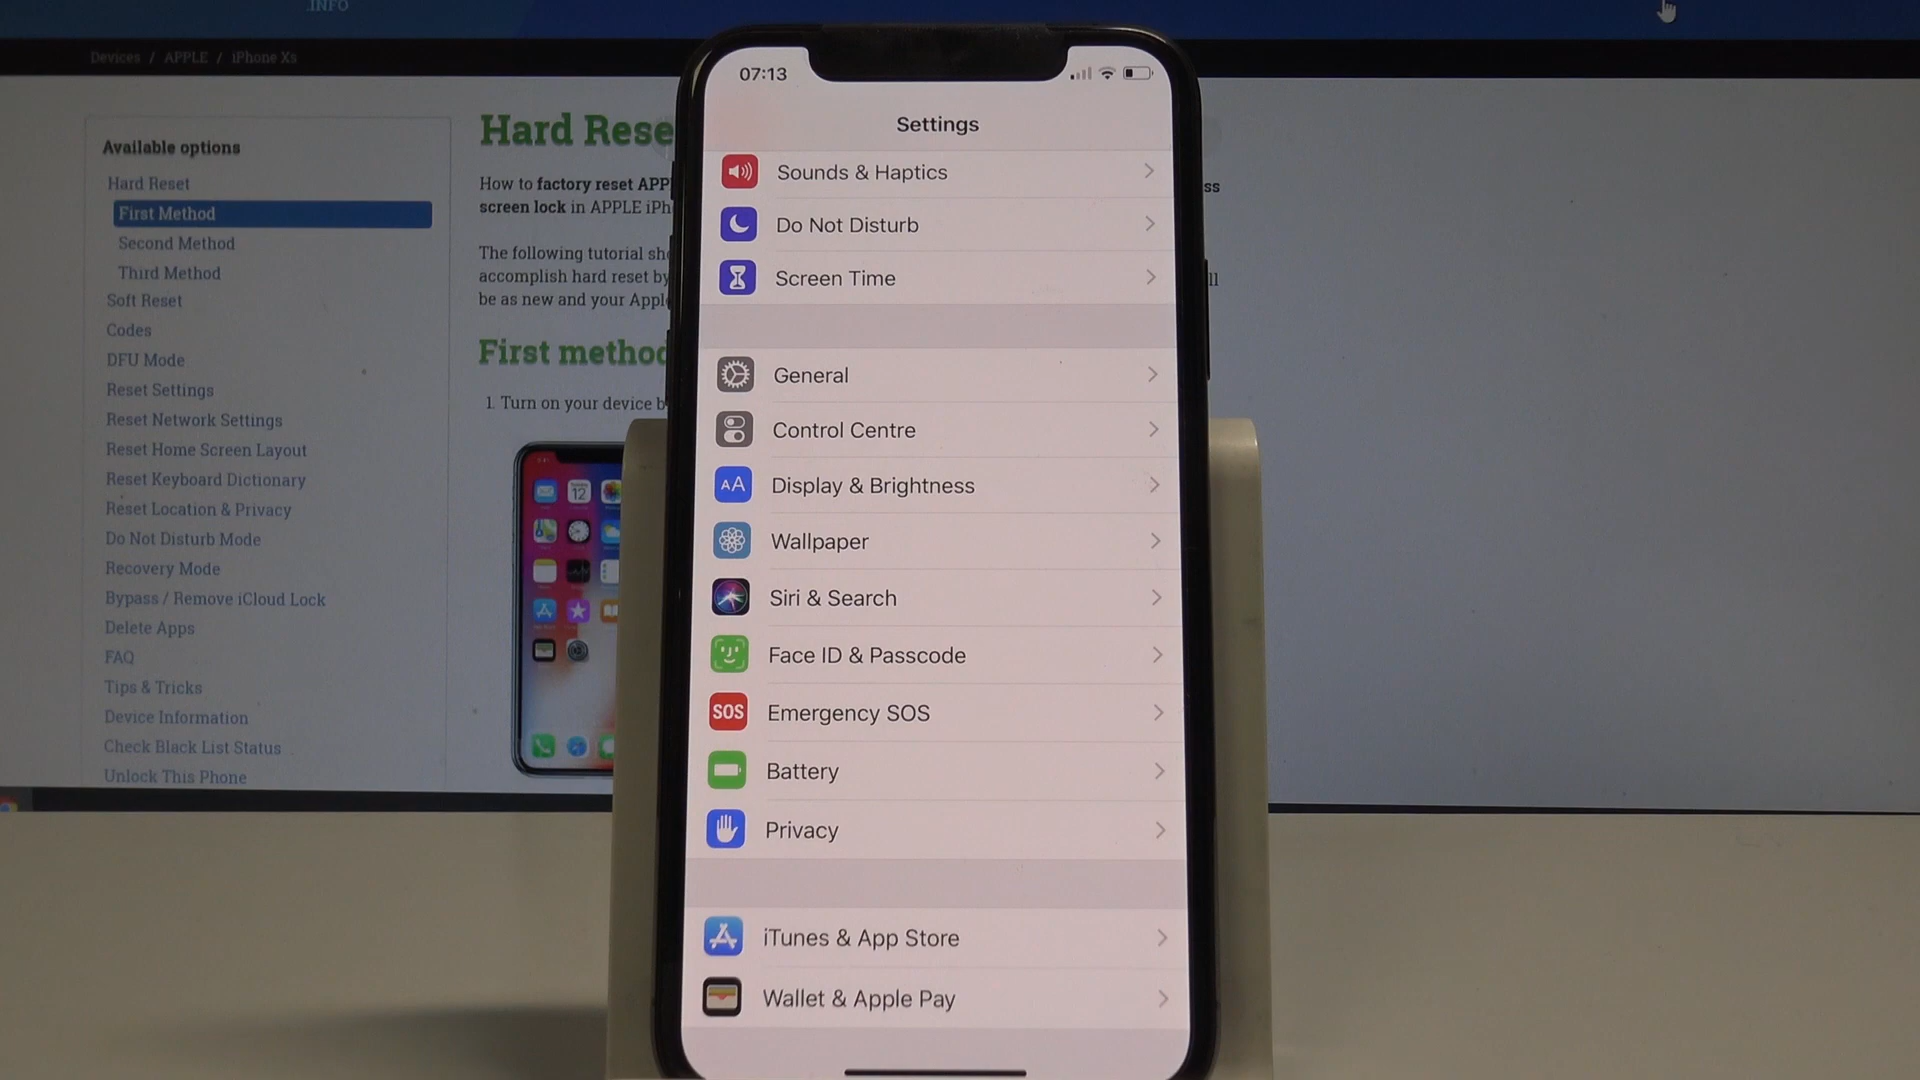 .INFO
Devices / APPLE / iPhone Xs
Available options
Hard Reset
First Method
Second Method
Third Method
Soft Reset
Codes
DFU Mode
Reset Settings
Reset Network Settings
Reset Home Screen Layout
Reset Keyboard Dictionary
Reset Location & Privacy
Do Not Disturb Mode
Recovery Mode
Bypass / Remove iCloud Lock
Delete Apps
FAQ
Tips & Tricks
Device Information
Check Black List Status
Unlock This Phone
Hard Rese
How to factory reset APP
screen lock in APPLE iPh
The following tutorial sh
accomplish hard reset by
be as new and your Appl
First method
1. Turn on your device b
12
ss
ll
07:13
Settings
Sounds & Haptics
Do Not Disturb
Screen Time
General
Control Centre
AA Display & Brightness
Wallpaper
Siri & Search
Face ID & Passcode
SOS Emergency SOS
Battery
Privacy
iTunes & App Store
Wallet & Apple Pay